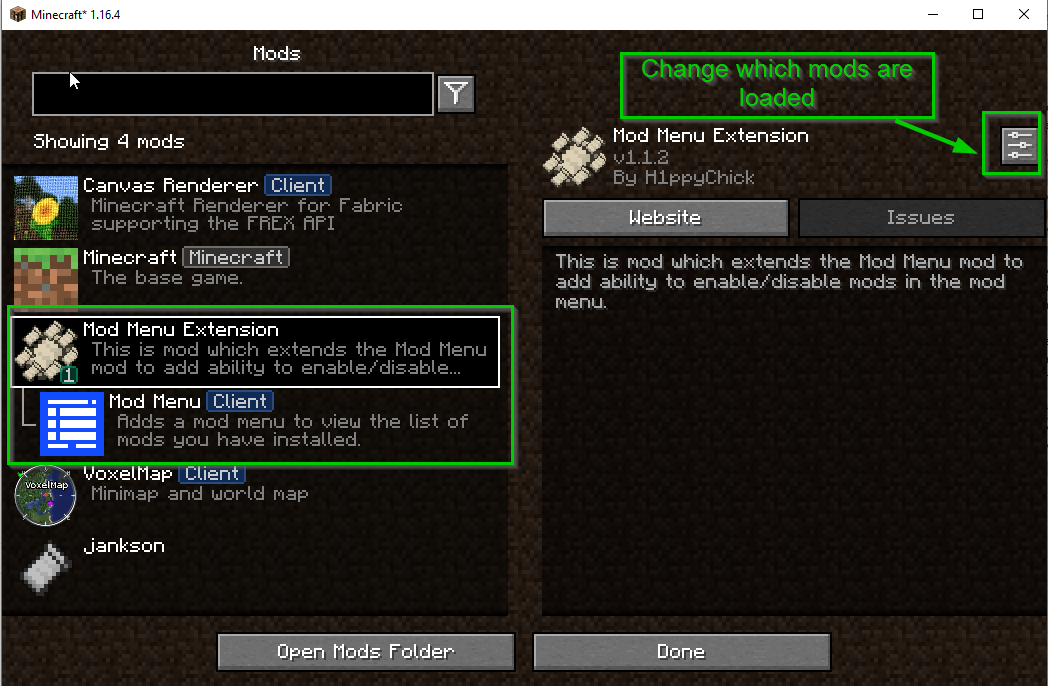 Minecraft* 1.16.4
Mods
Showing 4 mods
Canvas Renderer Client
Minecraft Renderer for Fabric
supporting the FREX API
Minecraft Minecraft
The base game.
Mod Menu Extension
This is mod which extends the Mod Menu
mod to add ability to enable/disable...
1
Mod Menu Client
Adds a mod menu to view the list of
mods you have installed.
VoxelMap Client
VoxelMap
Minimap and world map
jankson
Change which mods are
loaded
Mod Menu Extension
v1.1.2
By H1ppyChick
Website
Issues
This is mod which extends the Mod Menu mod to
add ability to enable/disable mods in the mod
menu.
Open Mods Folder
Done